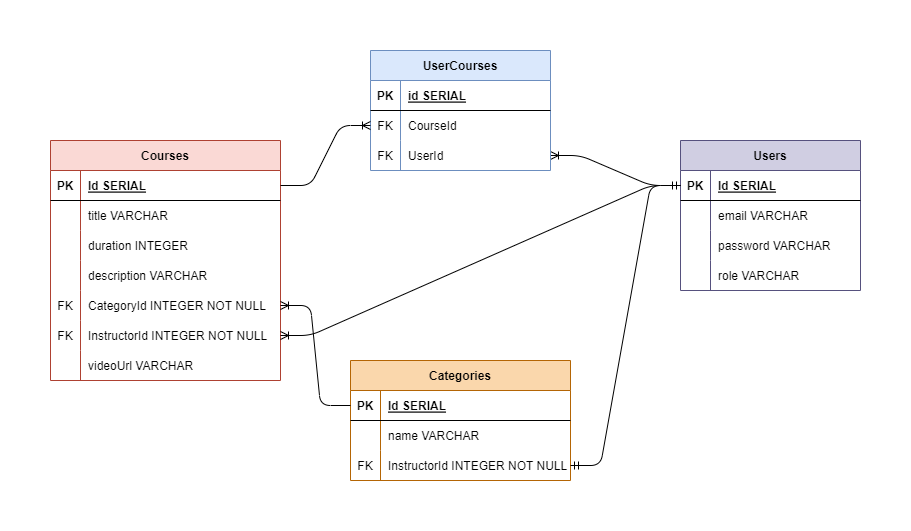 UserCourses
PK id SERIAL
FK CourseId
FK UserId
Courses
PK Id SERIAL
title VARCHAR
duration INTEGER
description VARCHAR
FK CategoryId INTEGER NOT NULL
FK InstructorId INTEGER NOT NULL
videoUrl VARCHAR
Users
PK Id SERIAL
email VARCHAR
password VARCHAR
role VARCHAR
Categories
PK Id SERIAL
name VARCHAR
FK InstructorId INTEGER NOT NULL